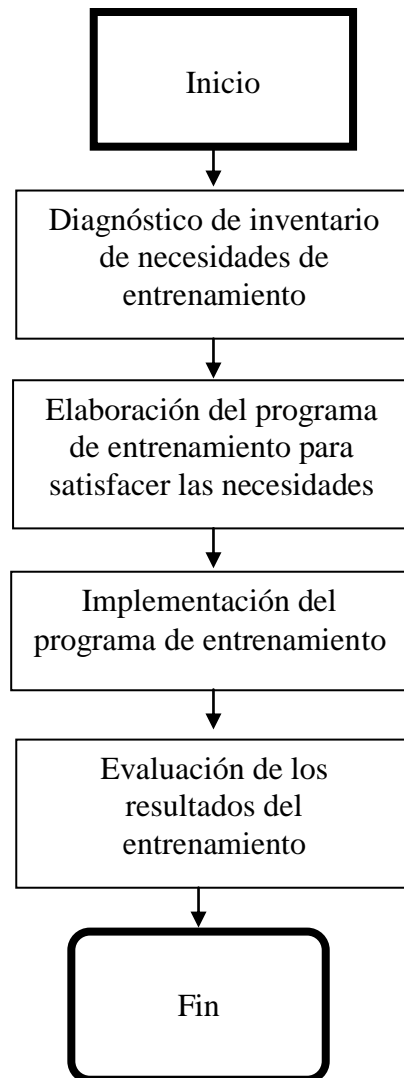 Inicio
Diagnóstico de inventario
de necesidades de
entrenamiento
Elaboración del programa
de entrenamiento para
satisfacer las necesidades
Implementación del
programa de entrenamiento
Evaluación de los
resultados del
entrenamiento
Fin